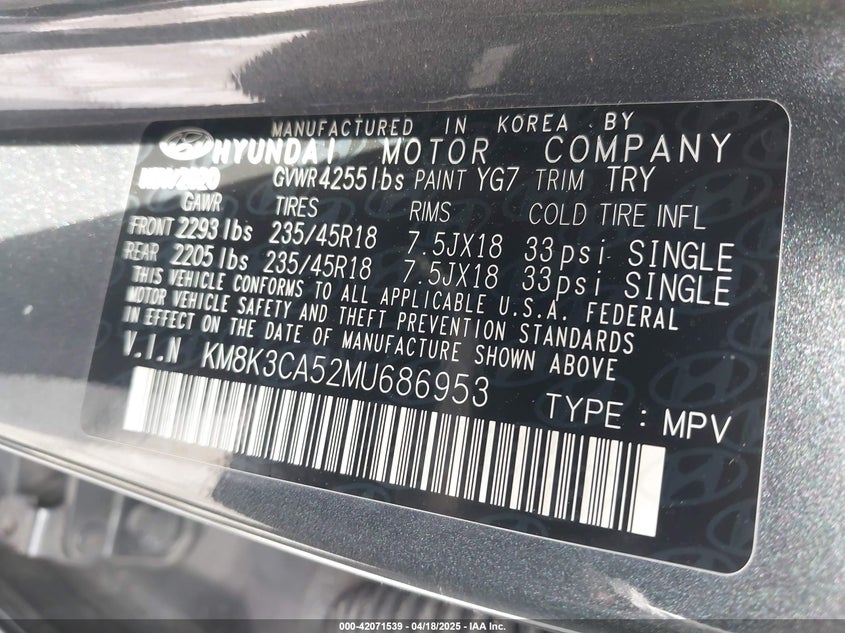 MANUFACTURED IN KOREA BY
HYUNDAI MOTOR COMPANY
GVWR 4255lbs PAINT YG7 TRIM TRY
GAWR TIRES RIMS COLD TIRE INFL
FRONT 2293 lbs 235/45R18 7.5JX18 33psi SINGLE
REAR 2205 lbs 235/45R18 7.5JX18 33psi SINGLE
THIS VEHICLE CONFORMS TO ALL APPLICABLE U.S.A. FEDERAL
MOTOR VEHICLE SAFETY AND THEFT PREVENTION STANDARDS
IN EFFECT ON THE DATE OF MANUFACTURE SHOWN ABOVE
V.I.N KM8K3CA52MU686953
TYPE : MPV
000-42071539 - 04/18/2025 - IAA Inc.